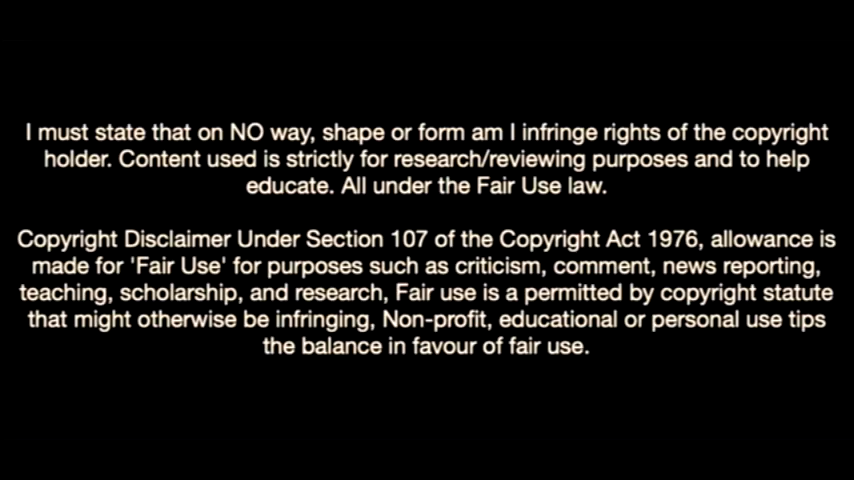 I must state that on NO way, shape or form am I infringe rights of the copyright
holder. Content used is strictly for research/reviewing purposes and to help
educate. All under the Fair Use law.
Copyright Disclaimer Under Section 107 of the Copyright Act 1976, allowance is
made for 'Fair Use' for purposes such as criticism, comment, news reporting,
teaching, scholarship, and research, Fair use is a permitted by copyright statute
that might otherwise be infringing, Non-profit, educational or personal use tips
the balance in favour of fair use.